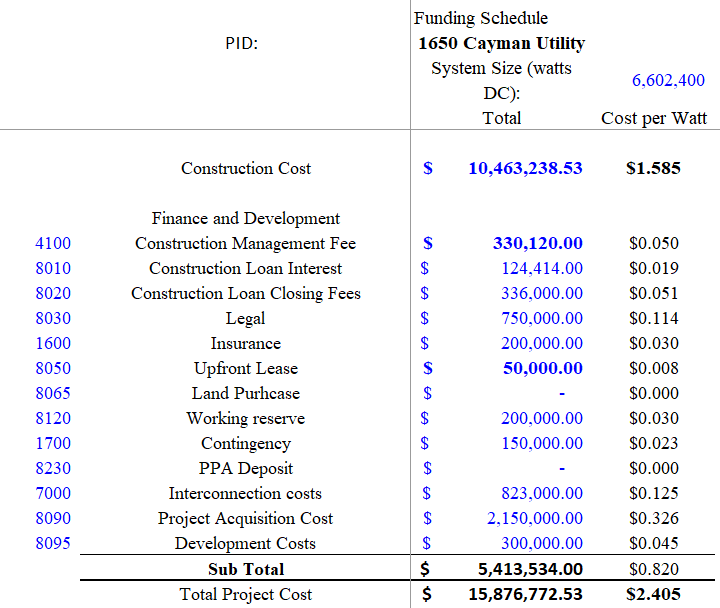 Funding Schedule
PID: 1650 Cayman Utility
System Size (watts DC): 6,602,400
Total Cost per Watt
Construction Cost $ 10,463,238.53 $1.585
Finance and Development
4100 Construction Management Fee $ 330,120.00 $0.050
8010 Construction Loan Interest $ 124,414.00 $0.019
8020 Construction Loan Closing Fees $ 336,000.00 $0.051
8030 Legal $ 750,000.00 $0.114
1600 Insurance $ 200,000.00 $0.030
8050 Upfront Lease $ 50,000.00 $0.008
8065 Land Purhcase $ - $0.000
8120 Working reserve $ 200,000.00 $0.030
1700 Contingency $ 150,000.00 $0.023
8230 PPA Deposit $ - $0.000
7000 Interconnection costs $ 823,000.00 $0.125
8090 Project Acquisition Cost $ 2,150,000.00 $0.326
8095 Development Costs $ 300,000.00 $0.045
Sub Total $ 5,413,534.00 $0.820
Total Project Cost $ 15,876,772.53 $2.405